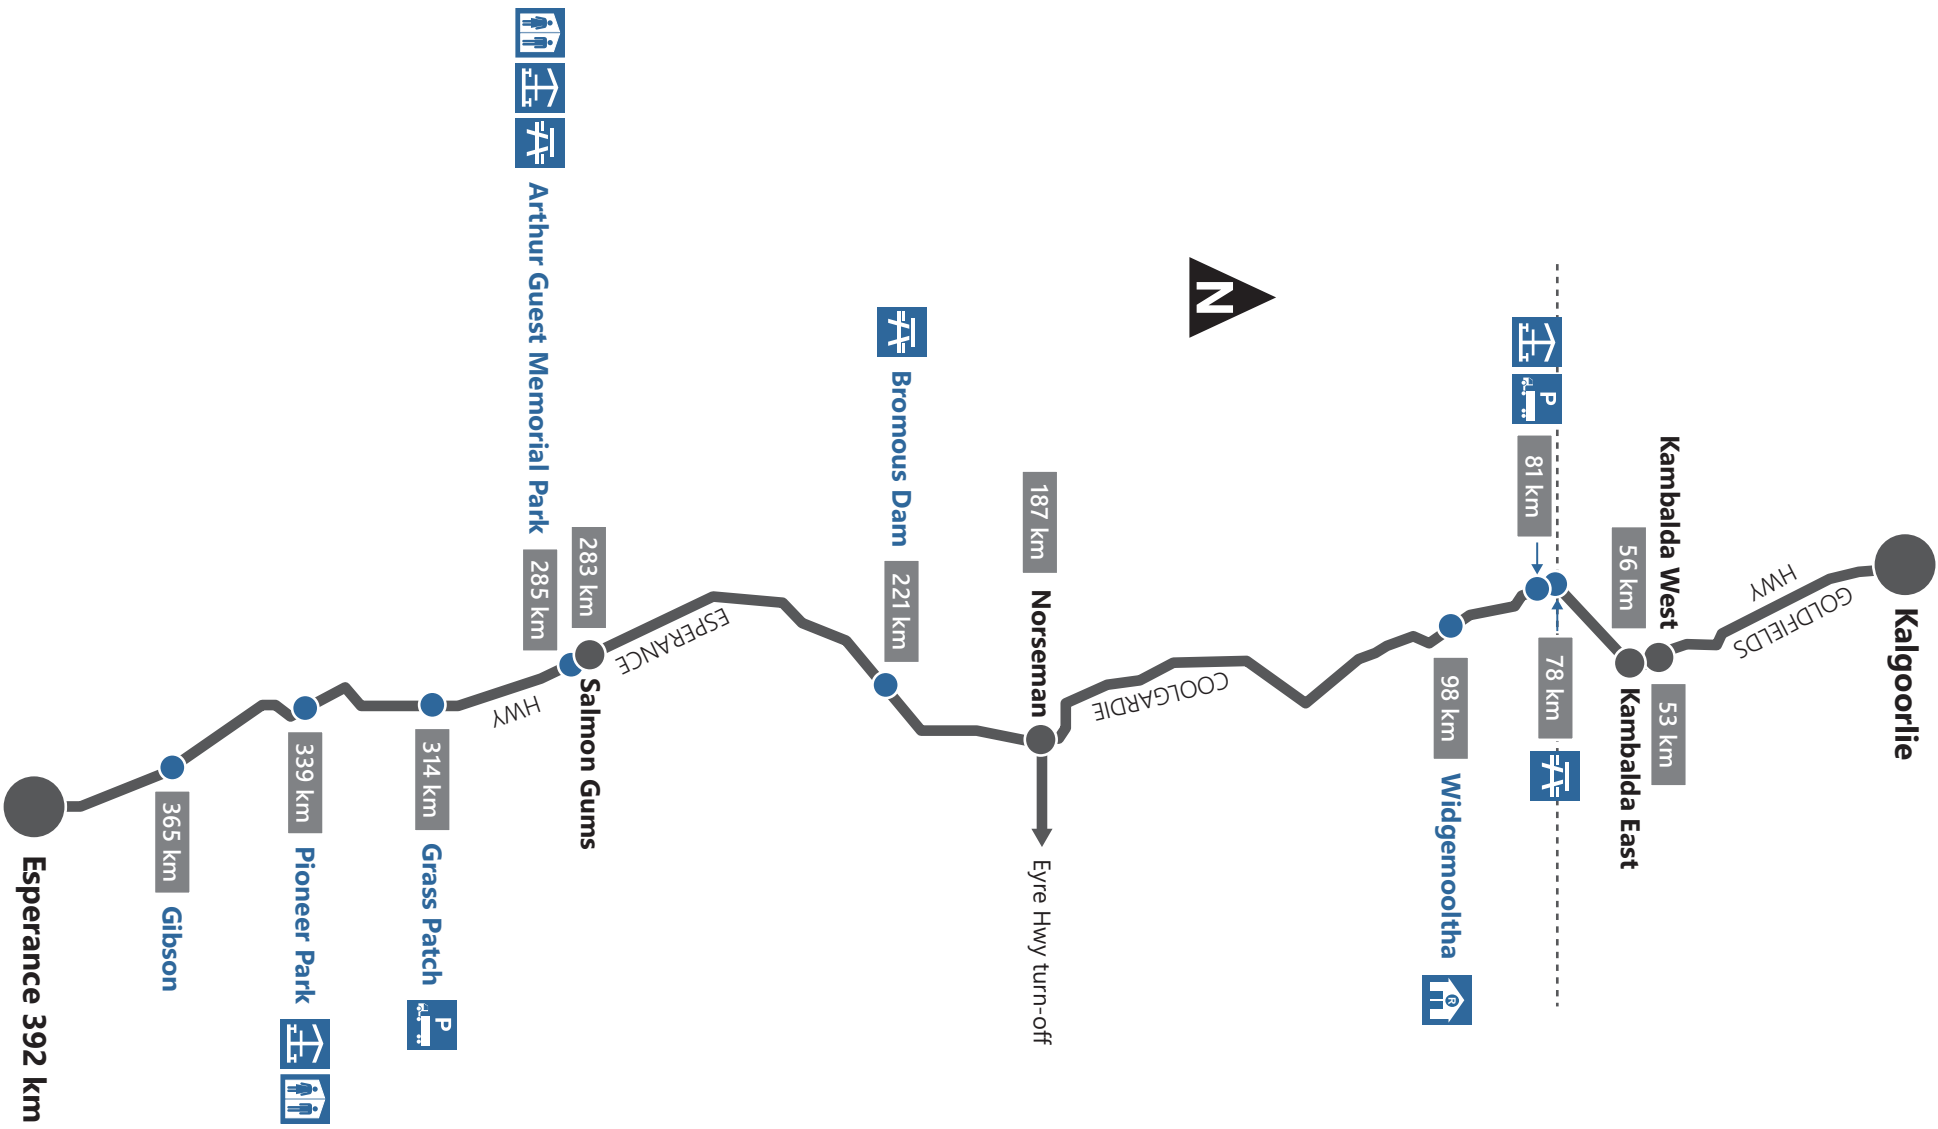 Kalgoorlie
GOLDFIELDS
HWY
Kambalda West
53 km
56 km
Kambalda East
78 km
P
81 km
98 km
Widgemooltha
R
N
COOLGARDIE
187 km
Norseman
Eyre Hwy turn-off
Bromous Dam
221 km
ESPERANCE
283 km
Salmon Gums
Arthur Guest Memorial Park
285 km
HWY
314 km
Grass Patch
P
339 km
Pioneer Park
365 km
Gibson
Esperance 392 km